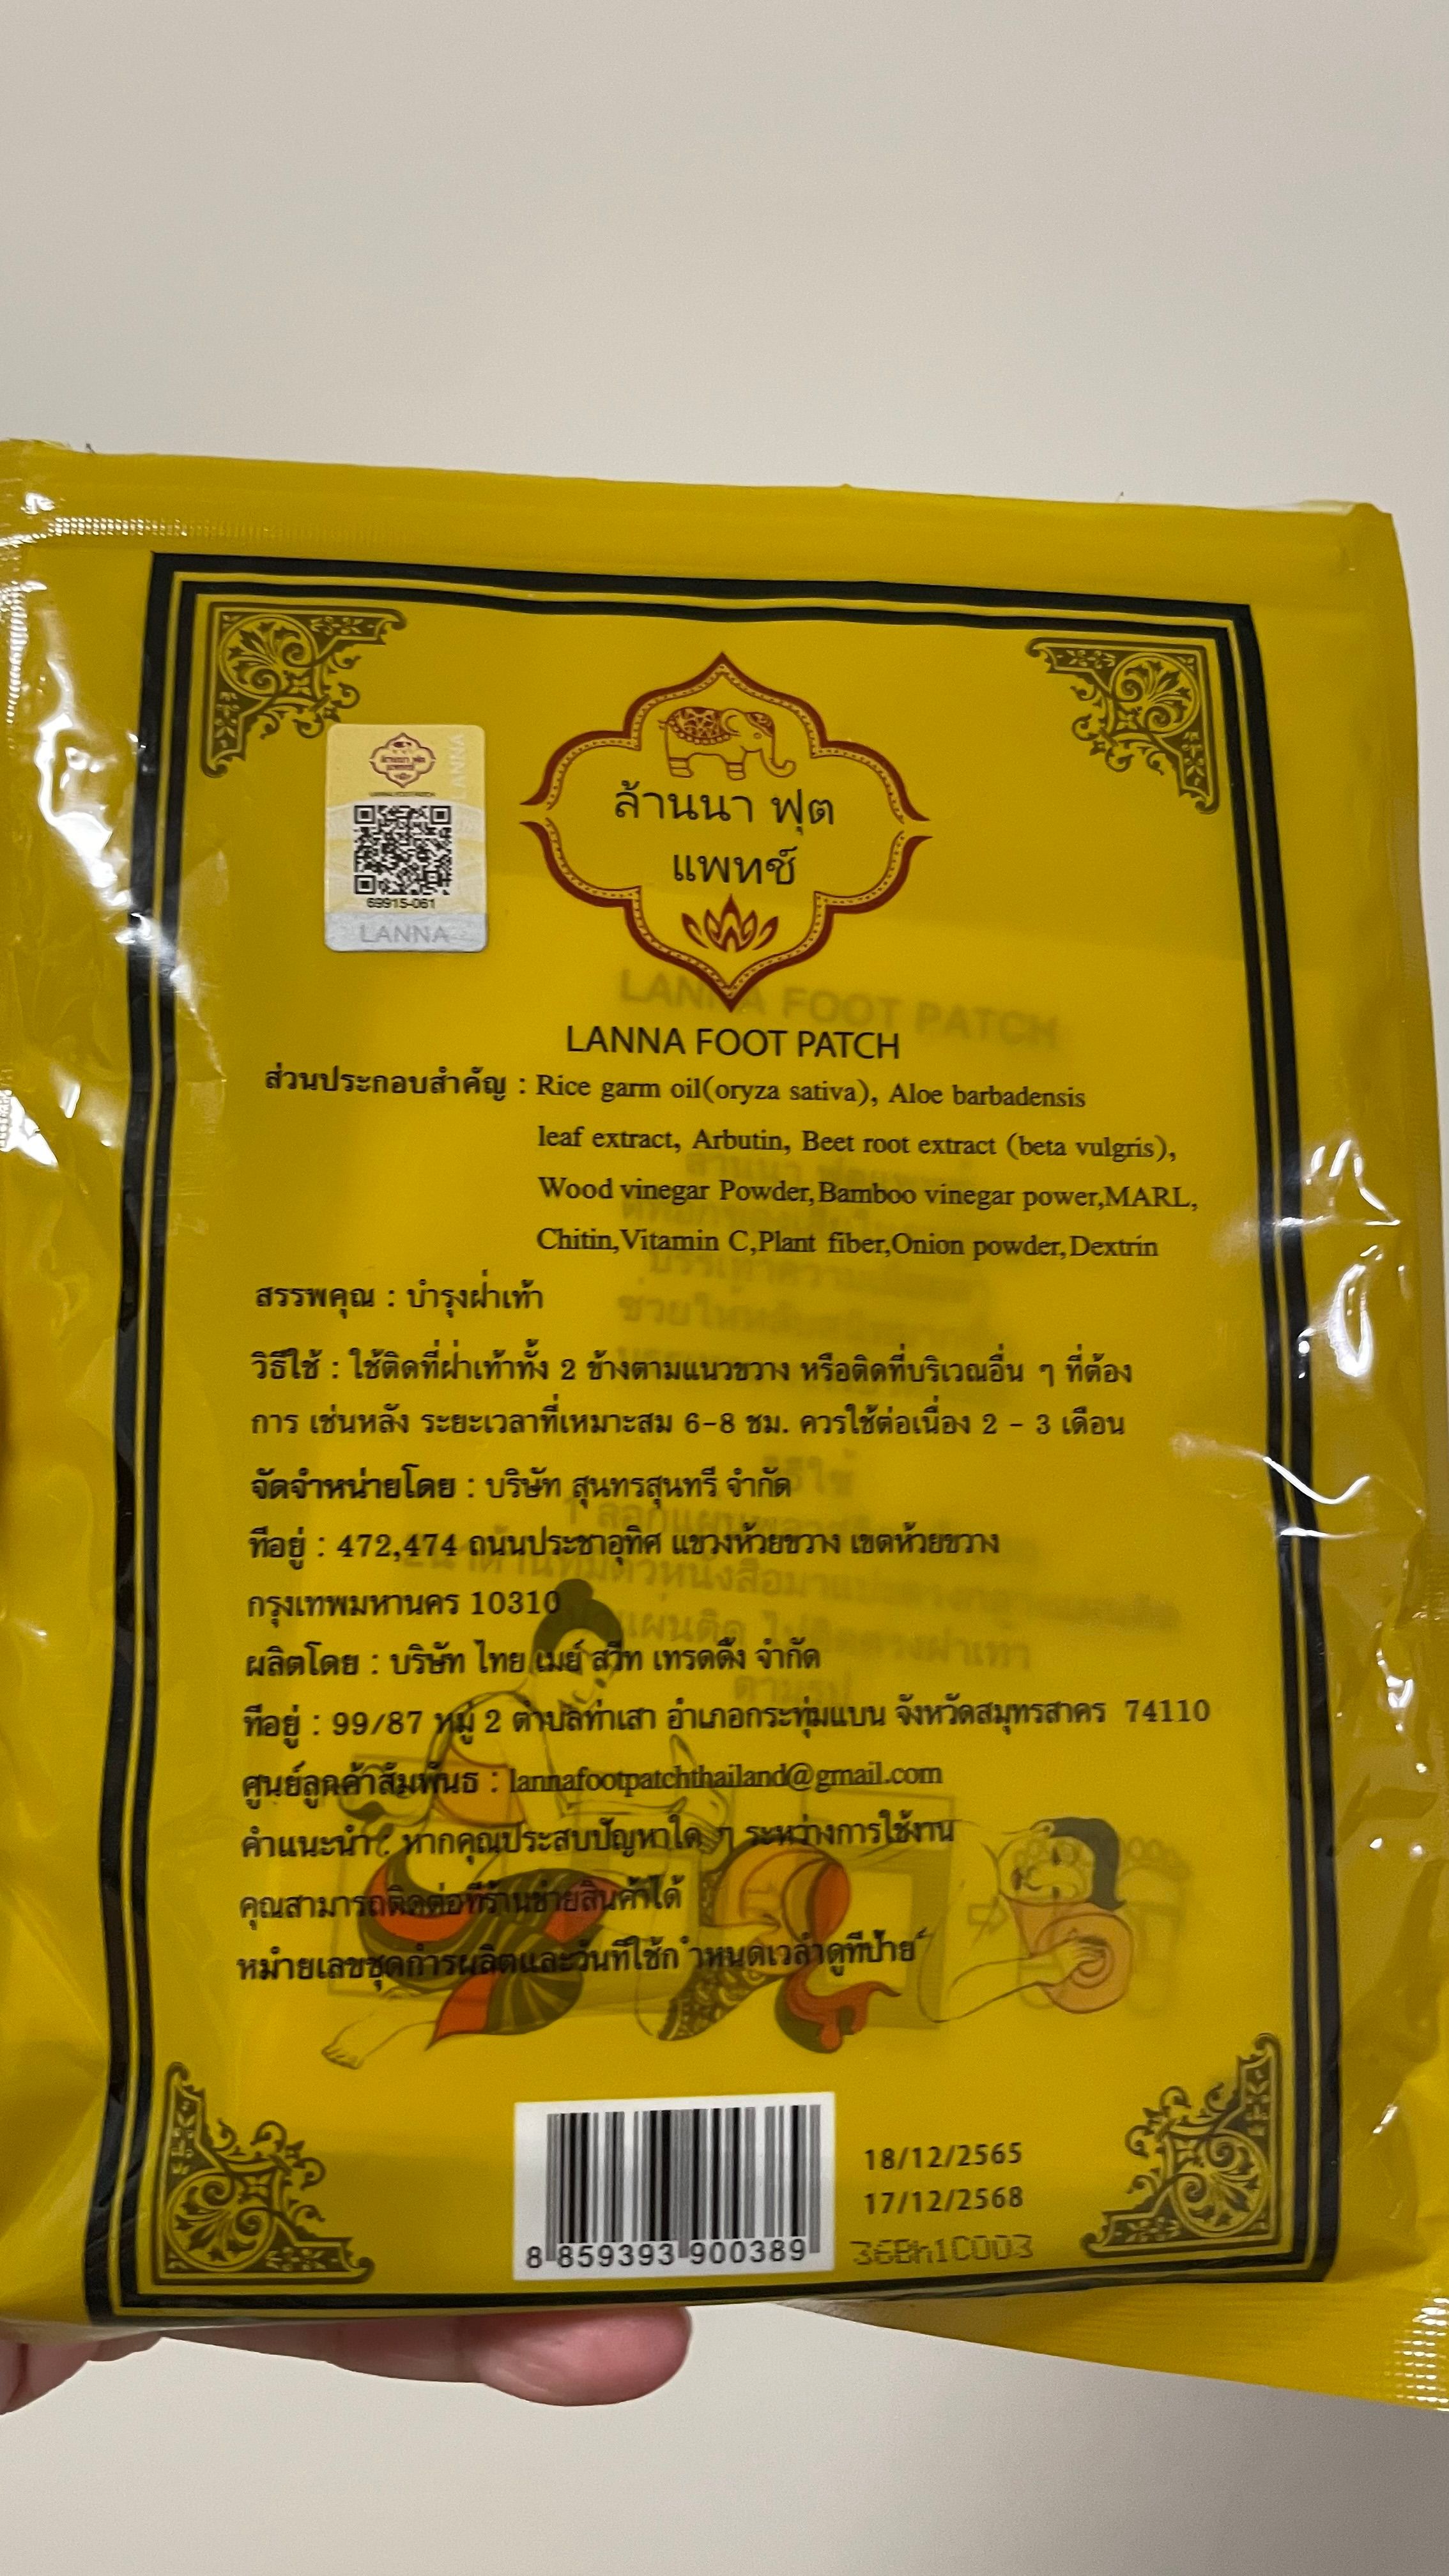 ล้านนา ฟุต
แพทช์
69915-061
LANNA
LANNA
LANNA FOOT PATCH
LANNA FOOT PATCH
ส่วนประกอบสำคัญ : Rice garm oil(oryza sativa), Aloe barbadensis
leaf extract, Arbutin, Beet root extract (beta vulgris),
Wood vinegar Powder,Bamboo vinegar power,MARL,
Chitin,Vitamin C,Plant fiber,Onion powder,Dextrin
สรรพคุณ : บำรุงฝ่าเท้า
วิธีใช้ : ใช้ติดที่ฝ่าเท้าทั้ง 2 ข้างตามแนวขวาง หรือติดที่บริเวณอื่น ๆ ที่ต้อง
การ เช่นหลัง ระยะเวลาที่เหมาะสม 6-8 ชม. ควรใช้ต่อเนื่อง 2 - 3 เดือน
จัดจำหน่ายโดย : บริษัท สุนทรสุนทรี จำกัด
ที่อยู่ : 472,474 ถนนประชาอุทิศ แขวงห้วยขวาง เขตห้วยขวาง
กรุงเทพมหานคร 10310
ผลิตโดย : บริษัท ไทย เมย์ สวีท เทรดดิ้ง จำกัด
ที่อยู่ : 99/87 หมู่ 2 ตำบลท่าเสา อำเภอกระทุ่มแบน จังหวัดสมุทรสาคร 74110
ศูนย์ลูกค้าสัมพันธ : lannafootpatchthailand@gmail.com
คำแนะนำ : หากคุณประสบปัญหาใด ๆ ระหว่างการใช้งาน
คุณสามารถติดต่อที่ร้านขายสินค้าได้
หมายเลขชุดการผลิตและวันที่ใช้กำหนดเวลาดูที่ป้าย
18/12/2565
17/12/2568
8 859393 900389